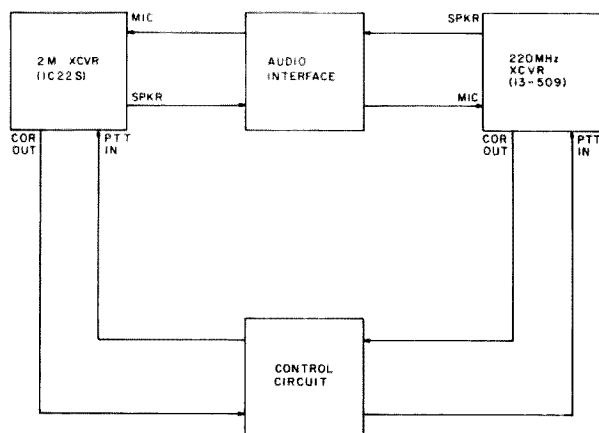 MIC
SPKR
2M XCVR
(IC22S)
AUDIO
INTERFACE
220MHz
XCVR
(13-509)
SPKR
MIC
COR
OUT
PTT
IN
COR
OUT
PTT
IN
CONTROL
CIRCUIT